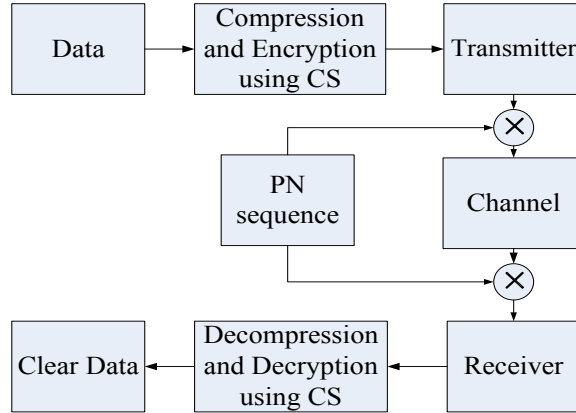 Data
Compression
and Encryption
using CS
Transmitter
PN
sequence
Channel
Clear Data
Decompression
and Decryption
using CS
Receiver